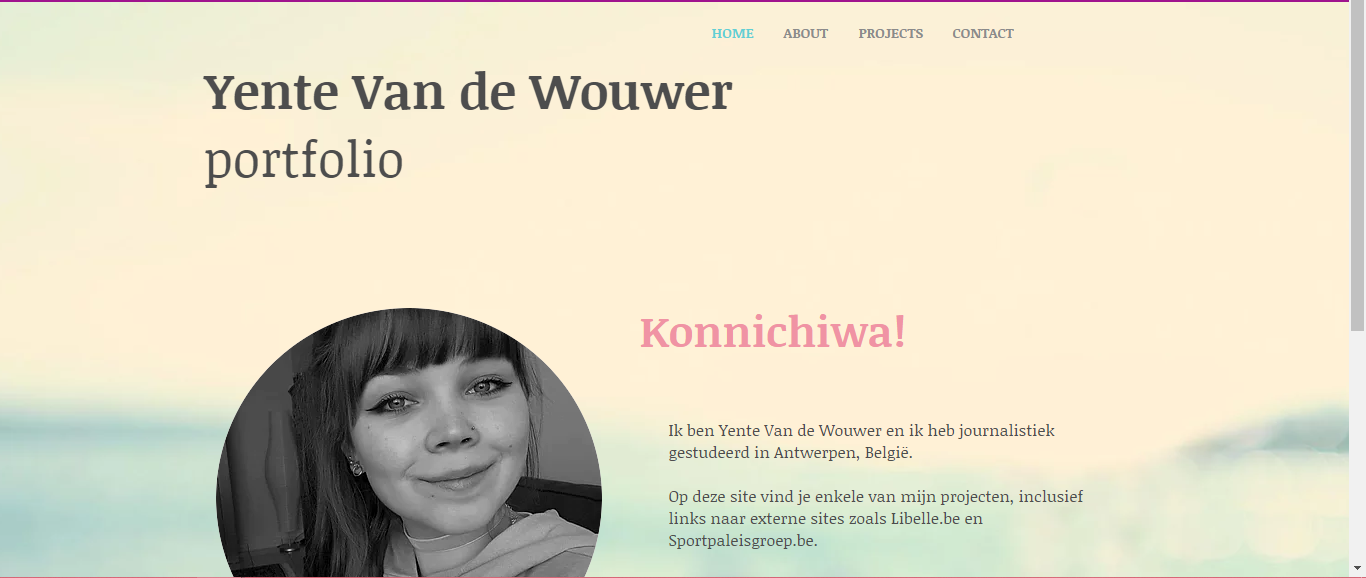 HOME ABOUT PROJECTS CONTACT
Yente Van de Wouwer
portfolio
Konnichiwa!
Ik ben Yente Van de Wouwer en ik heb journalistiek
gestudeerd in Antwerpen, België.
Op deze site vind je enkele van mijn projecten, inclusief
links naar externe sites zoals Libelle.be en
Sportpaleisgroep.be.